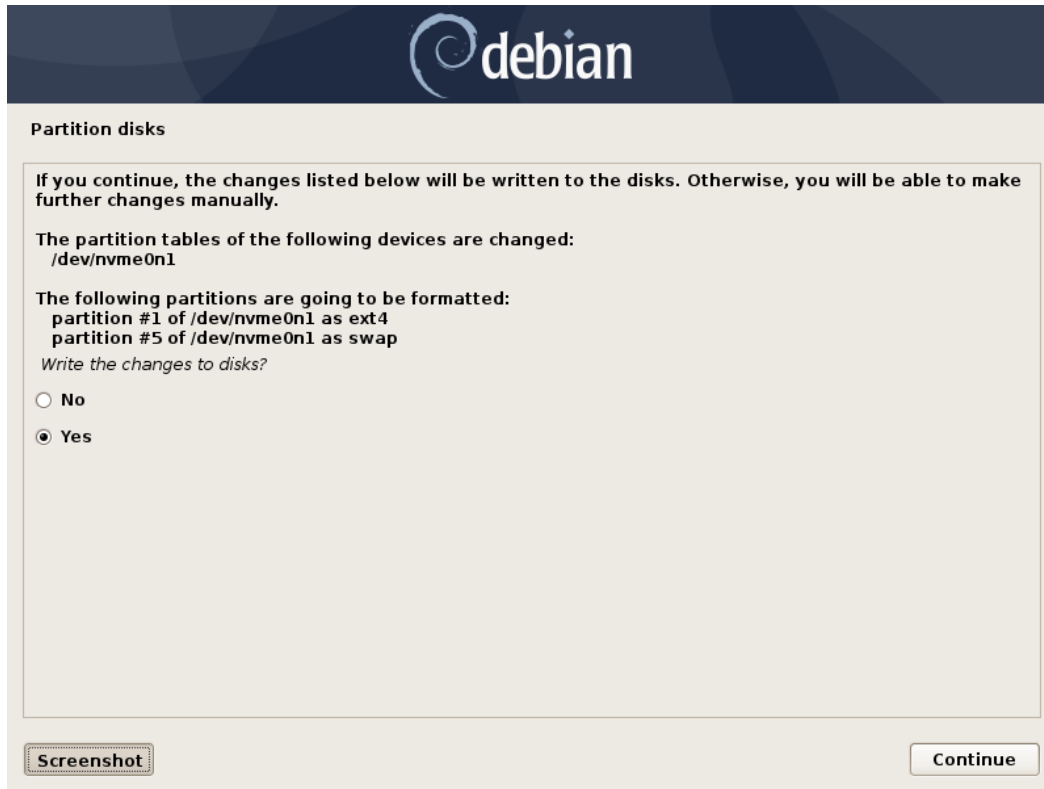 debian
Partition disks
If you continue, the changes listed below will be written to the disks. Otherwise, you will be able to make
further changes manually.
The partition tables of the following devices are changed:
/dev/nvme0n1
The following partitions are going to be formatted:
partition #1 of /dev/nvme0n1 as ext4
partition #5 of /dev/nvme0n1 as swap
Write the changes to disks?
No
Yes
Screenshot
Continue